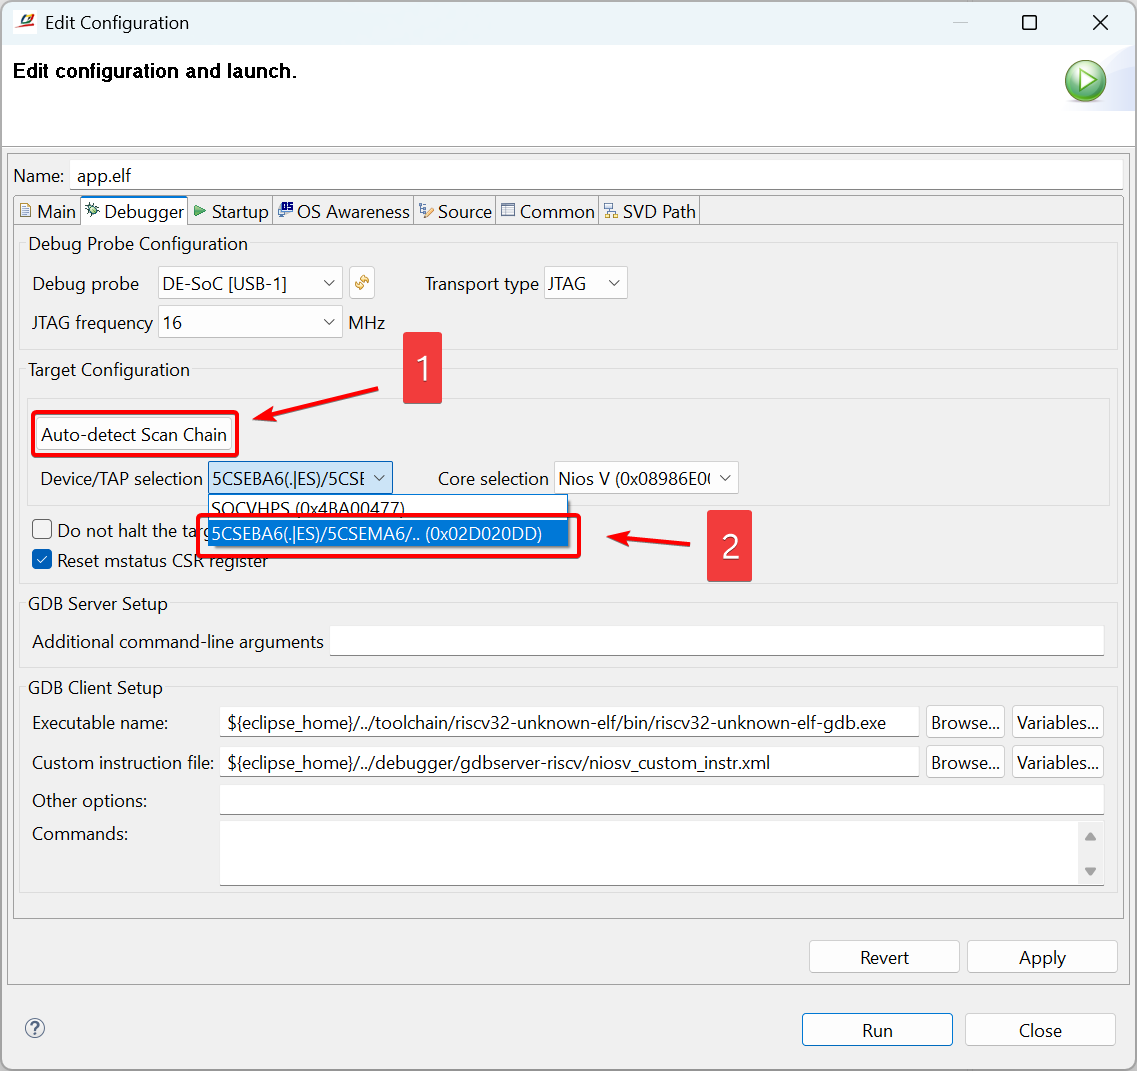 Edit Configuration
Edit configuration and launch.
Name: app.elf
Main Debugger Startup OS Awareness Source Common SVD Path
Debug Probe Configuration
Debug probe DE-SoC [USB-1] Transport type JTAG
JTAG frequency 16 MHz
1
Target Configuration
Auto-detect Scan Chain
Device/TAP selection 5CSEBA6(.|ES)/5CSE Core selection Nios V (0x08986E0(
SOCVHPS (0x4BA00477)
Do not halt the targ
5CSEBA6(.|ES)/5CSEMA6/.. (0x02D020DD)
2
Reset mstatus CSR register
GDB Server Setup
Additional command-line arguments
GDB Client Setup
Executable name: ${eclipse_home}/../toolchain/riscv32-unknown-elf/bin/riscv32-unknown-elf-gdb.exe Browse... Variables...
Custom instruction file: ${eclipse_home}/../debugger/gdbserver-riscv/niosv_custom_instr.xml Browse... Variables...
Other options:
Commands:
Revert Apply
? Run Close